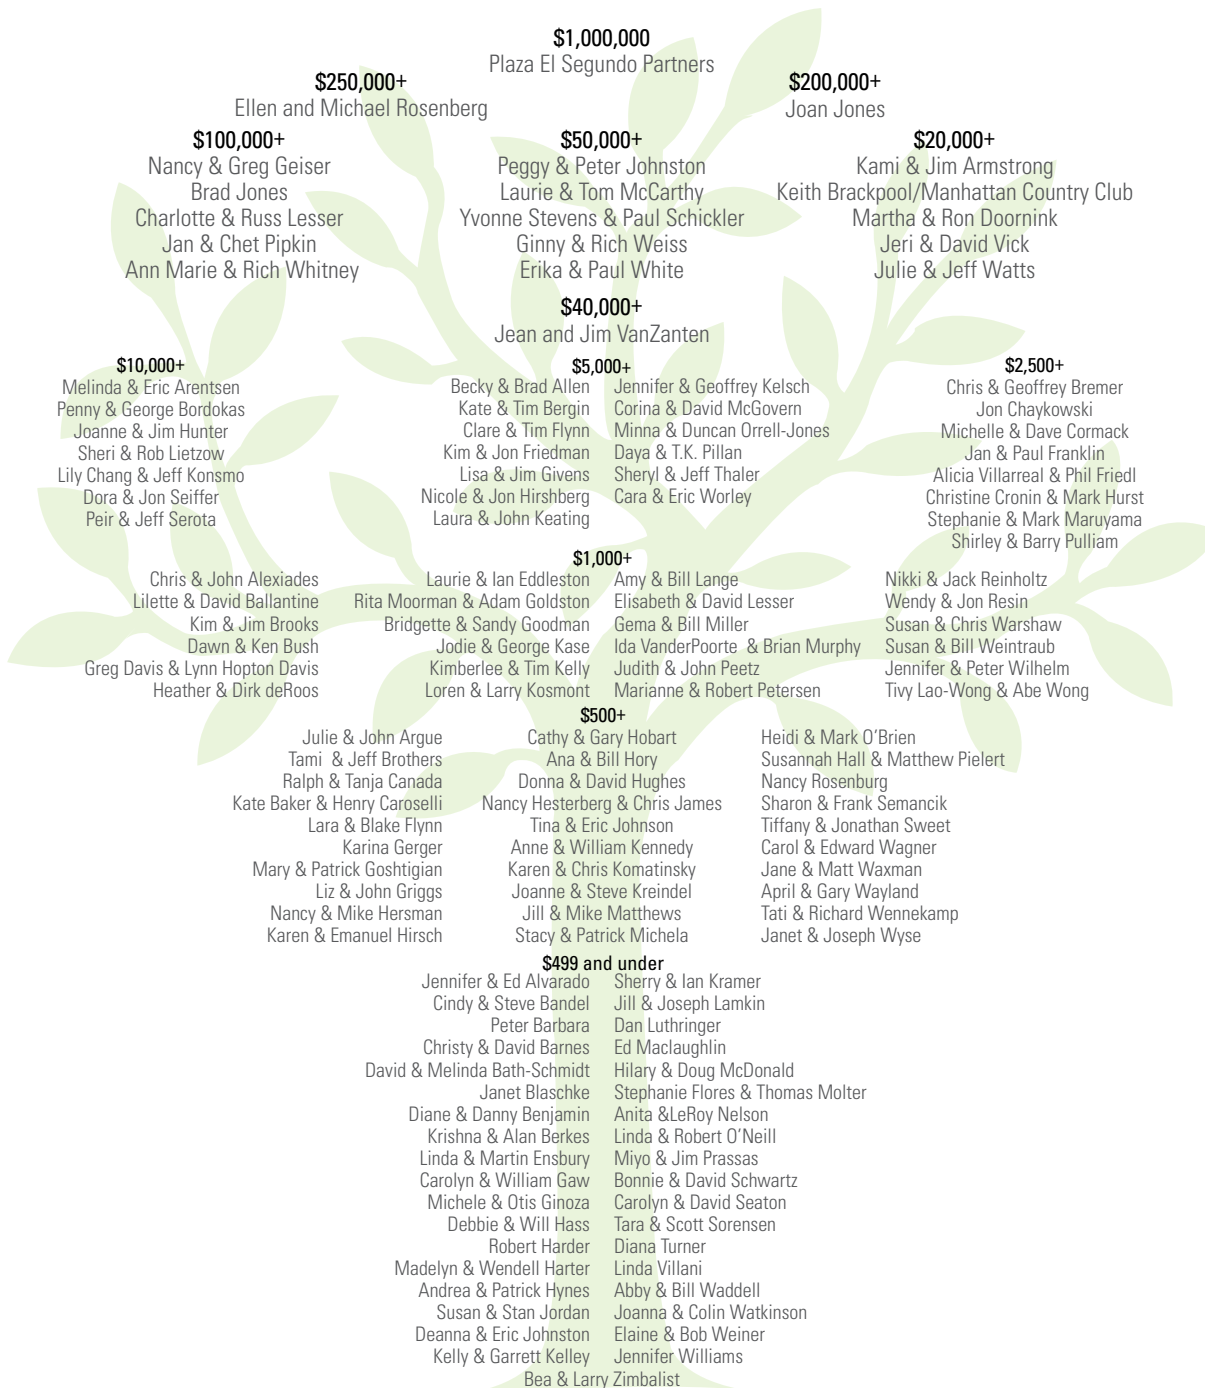 $1,000,000
Plaza El Segundo Partners
$250,000+
Ellen and Michael Rosenberg
$200,000+
Joan Jones
$100,000+
Nancy & Greg Geiser
Brad Jones
Charlotte & Russ Lesser
Jan & Chet Pipkin
Ann Marie & Rich Whitney
$50,000+
Peggy & Peter Johnston
Laurie & Tom McCarthy
Yvonne Stevens & Paul Schickler
Ginny & Rich Weiss
Erika & Paul White
$20,000+
Kami & Jim Armstrong
Keith Brackpool/Manhattan Country Club
Martha & Ron Doornink
Jeri & David Vick
Julie & Jeff Watts
$40,000+
Jean and Jim VanZanten
$10,000+
Melinda & Eric Arentsen
Penny & George Bordokas
Joanne & Jim Hunter
Sheri & Rob Lietzow
Lily Chang & Jeff Konsmo
Dora & Jon Seiffer
Peir & Jeff Serota
$5,000+
Becky & Brad Allen
Kate & Tim Bergin
Clare & Tim Flynn
Kim & Jon Friedman
Lisa & Jim Givens
Nicole & Jon Hirshberg
Laura & John Keating
Jennifer & Geoffrey Kelsch
Corina & David McGovern
Minna & Duncan Orrell-Jones
Daya & T.K. Pillan
Sheryl & Jeff Thaler
Cara & Eric Worley
$2,500+
Chris & Geoffrey Bremer
Jon Chaykowski
Michelle & Dave Cormack
Jan & Paul Franklin
Alicia Villarreal & Phil Friedl
Christine Cronin & Mark Hurst
Stephanie & Mark Maruyama
Shirley & Barry Pulliam
$1,000+
Chris & John Alexiades
Lilette & David Ballantine
Kim & Jim Brooks
Dawn & Ken Bush
Greg Davis & Lynn Hopton Davis
Heather & Dirk deRoos
Laurie & Ian Eddleston
Rita Moorman & Adam Goldston
Bridgette & Sandy Goodman
Jodie & George Kase
Kimberlee & Tim Kelly
Loren & Larry Kosmont
Amy & Bill Lange
Elisabeth & David Lesser
Gema & Bill Miller
Ida VanderPoorte  & Brian Murphy
Judith & John Peetz
Marianne & Robert Petersen
Nikki & Jack Reinholtz
Wendy & Jon Resin
Susan & Chris Warshaw
Susan & Bill Weintraub
Jennifer & Peter Wilhelm
Tivy Lao-Wong & Abe Wong
$500+
Julie & John Argue
Tami  & Jeff Brothers
Ralph & Tanja Canada
Kate Baker & Henry Caroselli
Lara & Blake Flynn
Karina Gerger
Mary & Patrick Goshtigian
Liz & John Griggs
Nancy & Mike Hersman
Karen & Emanuel Hirsch
Cathy & Gary Hobart
Ana & Bill Hory
Donna & David Hughes
Nancy Hesterberg & Chris James
Tina & Eric Johnson
Anne & William Kennedy
Karen & Chris Komatinsky
Joanne & Steve Kreindel
Jill & Mike Matthews
Stacy & Patrick Michela
Heidi & Mark O'Brien
Susannah Hall & Matthew Pielert
Nancy Rosenburg
Sharon & Frank Semancik
Tiffany & Jonathan Sweet
Carol & Edward Wagner
Jane & Matt Waxman
April & Gary Wayland
Tati & Richard Wennekamp
Janet & Joseph Wyse
$499 and under
Jennifer & Ed Alvarado
Cindy & Steve Bandel
Peter Barbara
Christy & David Barnes
David & Melinda Bath-Schmidt
Janet Blaschke
Diane & Danny Benjamin
Krishna & Alan Berkes
Linda & Martin Ensbury
Carolyn & William Gaw
Michele & Otis Ginoza
Debbie & Will Hass
Robert Harder
Madelyn & Wendell Harter
Andrea & Patrick Hynes
Susan & Stan Jordan
Deanna & Eric Johnston
Kelly & Garrett Kelley
Sherry & Ian Kramer
Jill & Joseph Lamkin
Dan Luthringer
Ed Maclaughlin
Hilary & Doug McDonald
Stephanie Flores & Thomas Molter
Anita &LeRoy Nelson
Linda & Robert O'Neill
Miyo & Jim Prassas
Bonnie & David Schwartz
Carolyn & David Seaton
Tara & Scott Sorensen
Diana Turner
Linda Villani
Abby & Bill Waddell
Joanna & Colin Watkinson
Elaine & Bob Weiner
Jennifer Williams
Bea & Larry Zimbalist